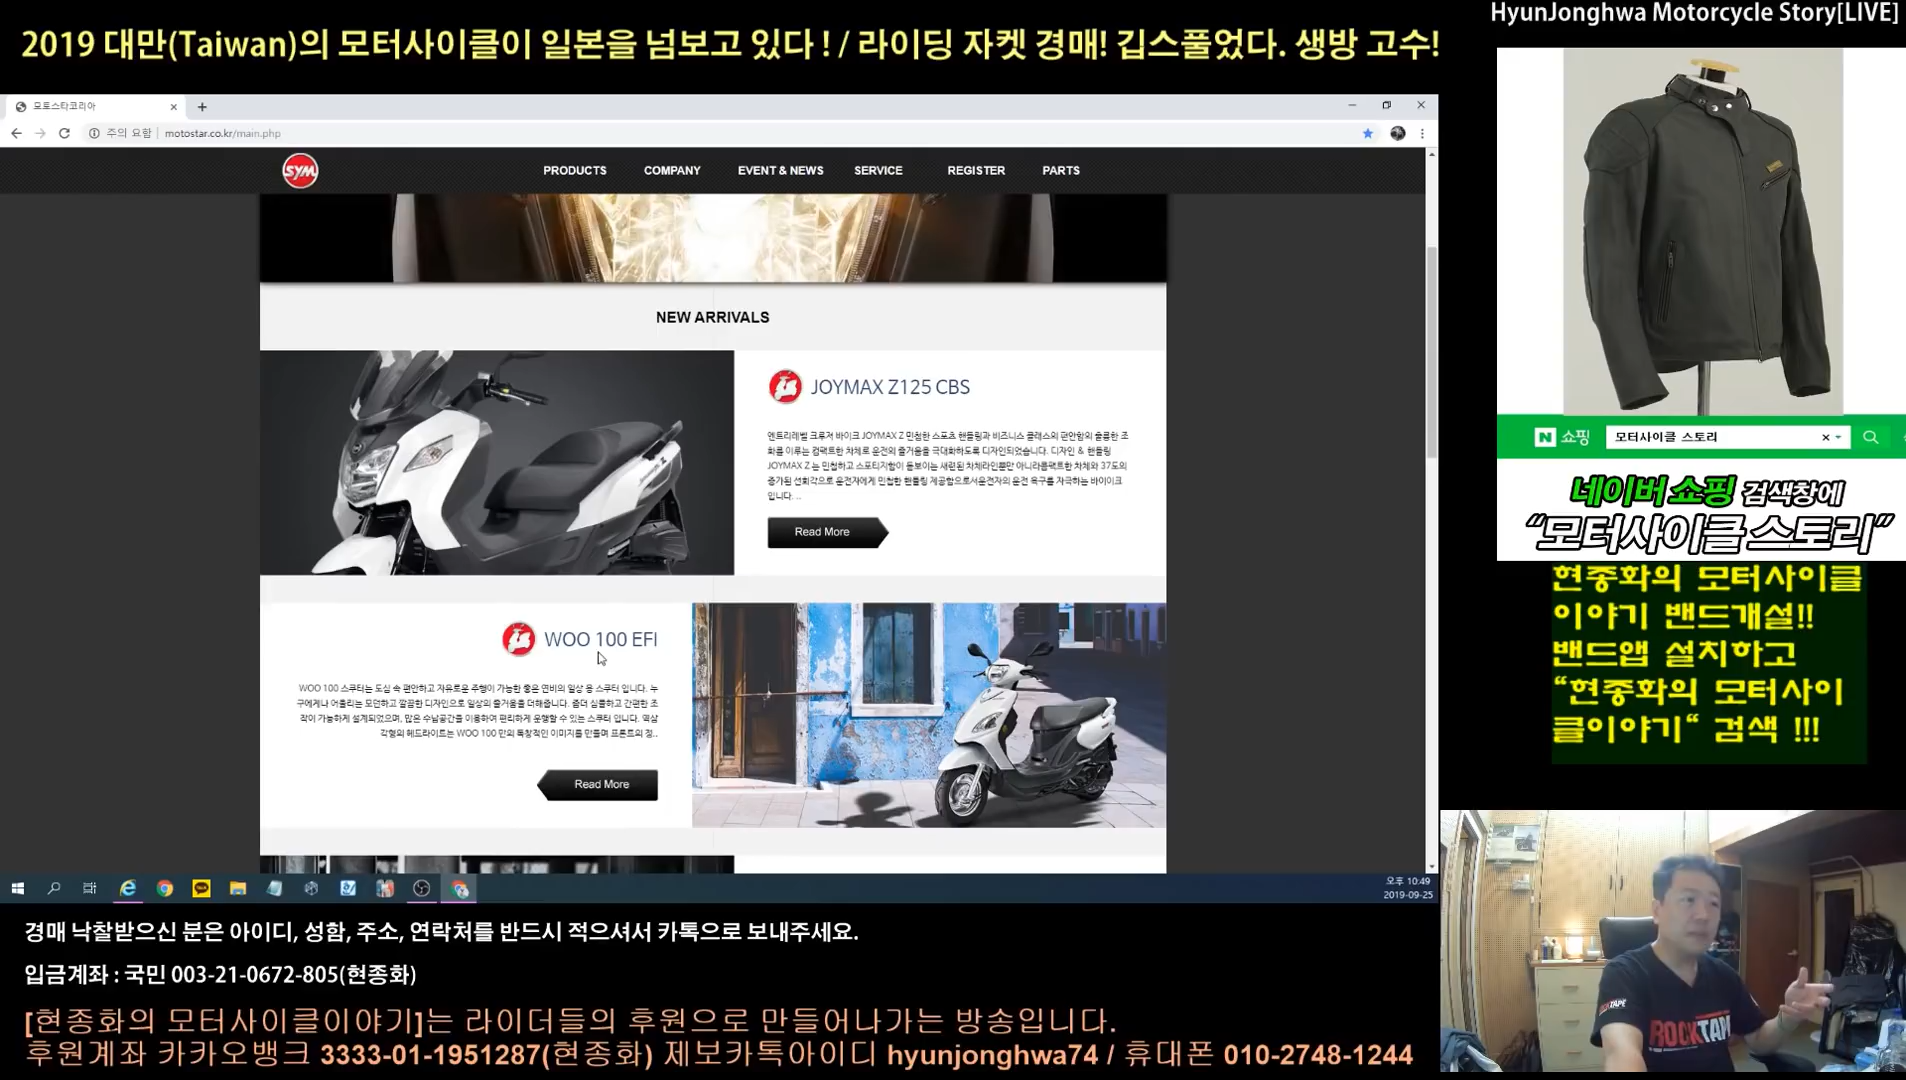 2019 대만(Taiwan)의 모터사이클이 일본을 넘보고 있다 ! / 라이딩 자켓 경매! 깁스풀었다. 생방 고수!
HyunJonghwa Motorcycle Story[LIVE]
모토스타코리아
주의 요함
motostar.co.kr/main.php
SYM
PRODUCTS COMPANY EVENT & NEWS SERVICE REGISTER PARTS
NEW ARRIVALS
JOYMAX Z125 CBS
엔트리레벨 크루저 바이크 JOYMAX Z 민첩한 스포츠 핸들링과 비즈니스 클래스의 편안함의 훌륭한 조
화를 이루는 컴팩트한 차체로 운전의 즐거움을 극대화하도록 디자인되었습니다. 디자인 & 핸들링
JOYMAX Z 는 민첩하고 스포티지함이 돋보이는 세련된 차체라인뿐만 아니라콤팩트한 차체와 37도의
증가된 선회각으로 운전자에게 민첩한 핸들링 제공함으로서운전자의 운전 욕구를 자극하는 바이크
입니다. ..
Read More
WOO 100 EFI
WOO 100 스쿠터는 도심 속 편안하고 자유로운 주행이 가능한 좋은 연비의 일상 용 스쿠터 입니다. 누
구에게나 어울리는 모던하고 깔끔한 디자인으로 일상의 즐거움을 더해줍니다. 좀더 심플하고 간편한 조
작이 가능하게 설계되었으며, 많은 수납공간을 이용하여 편리하게 운행할 수 있는 스쿠터 입니다. 역삼
각형의 헤드라이트는 WOO 100 만의 독창적인 이미지를 만들며 프론트의 정..
Read More
오후 10:49
2019-09-25
N 쇼핑
모터사이클 스토리
네이버 쇼핑 검색창에
“모터사이클 스토리”
현종화의 모터사이클
이야기 밴드개설!!
밴드앱 설치하고
“현종화의 모터사이
클이야기“ 검색 !!!
ROCKTAPE
ROCKTAPE
경매 낙찰받으신 분은 아이디, 성함, 주소, 연락처를 반드시 적으셔서 카톡으로 보내주세요.
입금계좌 : 국민 003-21-0672-805(현종화)
[현종화의 모터사이클이야기]는 라이더들의 후원으로 만들어나가는 방송입니다.
후원계좌 카카오뱅크 3333-01-1951287(현종화) 제보카톡아이디 hyunjonghwa74 / 휴대폰 010-2748-1244